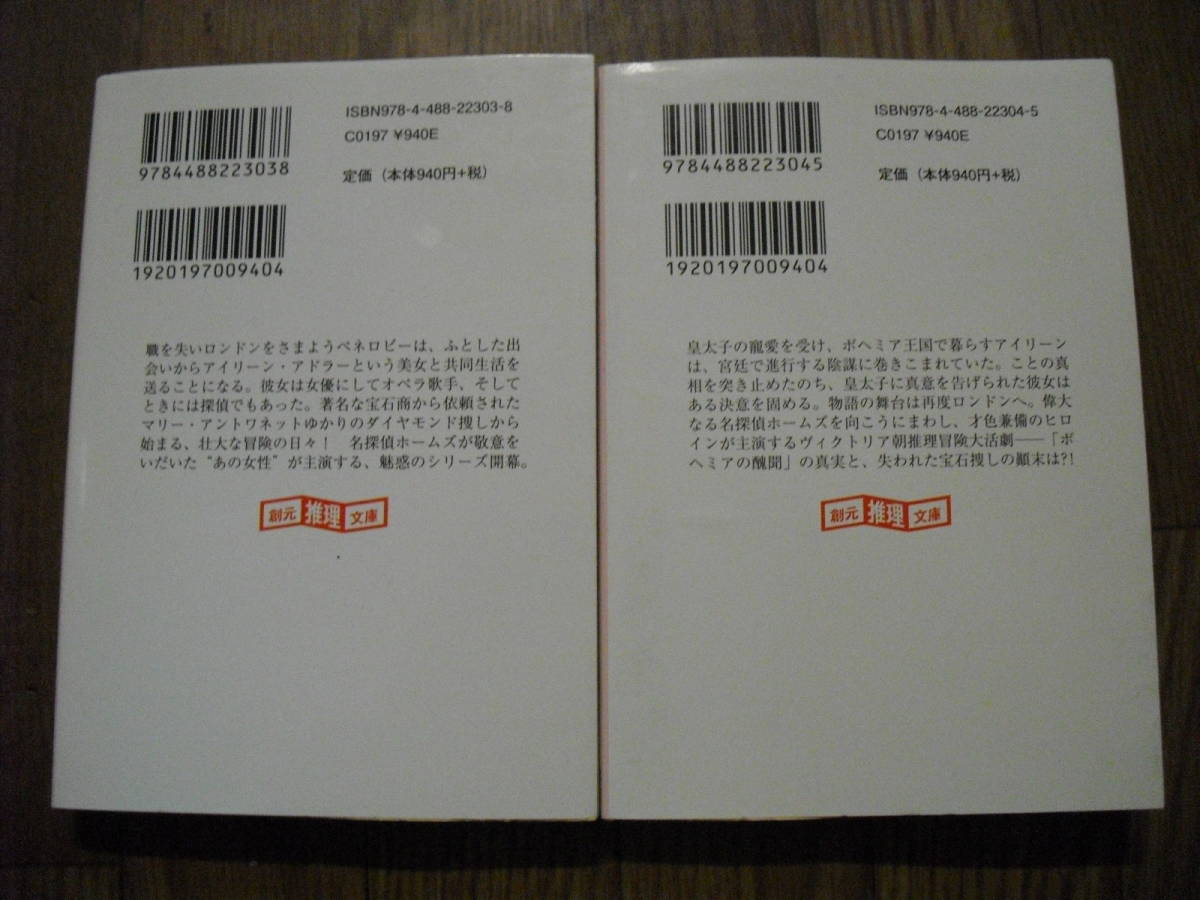 ISBN978-4-488-22303-8
C0197 ¥940E
9784488223038
定価（本体940円+税）
1920197009404
職を失いロンドンをさまようペネロピーは、ふとした出
会いからアイリーン・アドラーという美女と共同生活を
送ることになる。彼女は女優にしてオペラ歌手、そして
ときには探偵でもあった。著名な宝石商から依頼された
マリー・アントワネットゆかりのダイヤモンド捜しから
始まる、壮大な冒険の日々！　名探偵ホームズが敬意を
いだいた“あの女性”が主演する、魅惑のシリーズ開幕。
創元推理文庫
ISBN978-4-488-22304-5
C0197 ¥940E
9784488223045
定価（本体940円+税）
1920197009404
皇太子の寵愛を受け、ボヘミア王国で暮らすアイリーン
は、宮廷で進行する陰謀に巻きこまれていた。ことの真
相を突き止めたのち、皇太子に真意を告げられた彼女は
ある決意を固める。物語の舞台は再度ロンドンへ。偉大
なる名探偵ホームズを向こうにまわし、才色兼備のヒロ
インが主演するヴィクトリア朝推理冒険大活劇――「ボ
ヘミアの醜聞」の真実と、失われた宝石捜しの顚末は?!
創元推理文庫